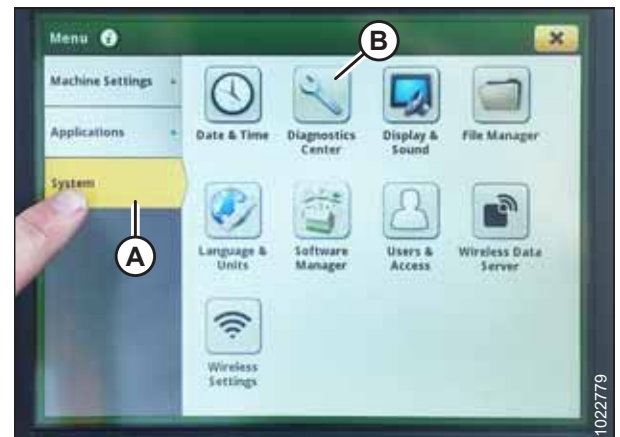 Menu i
B
Machine Settings
Applications
System
A
Date & Time
Diagnostics
Center
Display &
Sound
File Manager
Language &
Units
Software
Manager
Users &
Access
Wireless Data
Server
Wireless
Settings
1022779